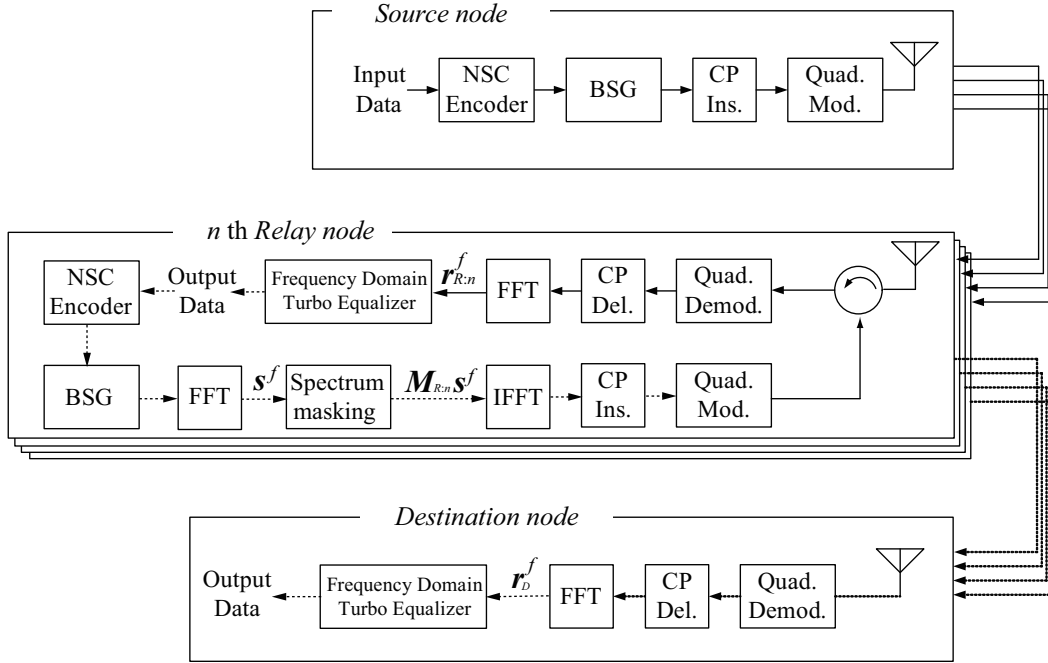 Source node
Input
Data
NSC
Encoder
BSG
CP
Ins.
Quad.
Mod.
n th Relay node
NSC
Encoder
Output
Data
Frequency Domain
Turbo Equalizer
r^f_{R:n}
FFT
CP
Del.
Quad.
Demod.
BSG
FFT
s^f
Spectrum
masking
M_{R:n} s^f
IFFT
CP
Ins.
Quad.
Mod.
Destination node
Output
Data
Frequency Domain
Turbo Equalizer
r^f_D
FFT
CP
Del.
Quad.
Demod.